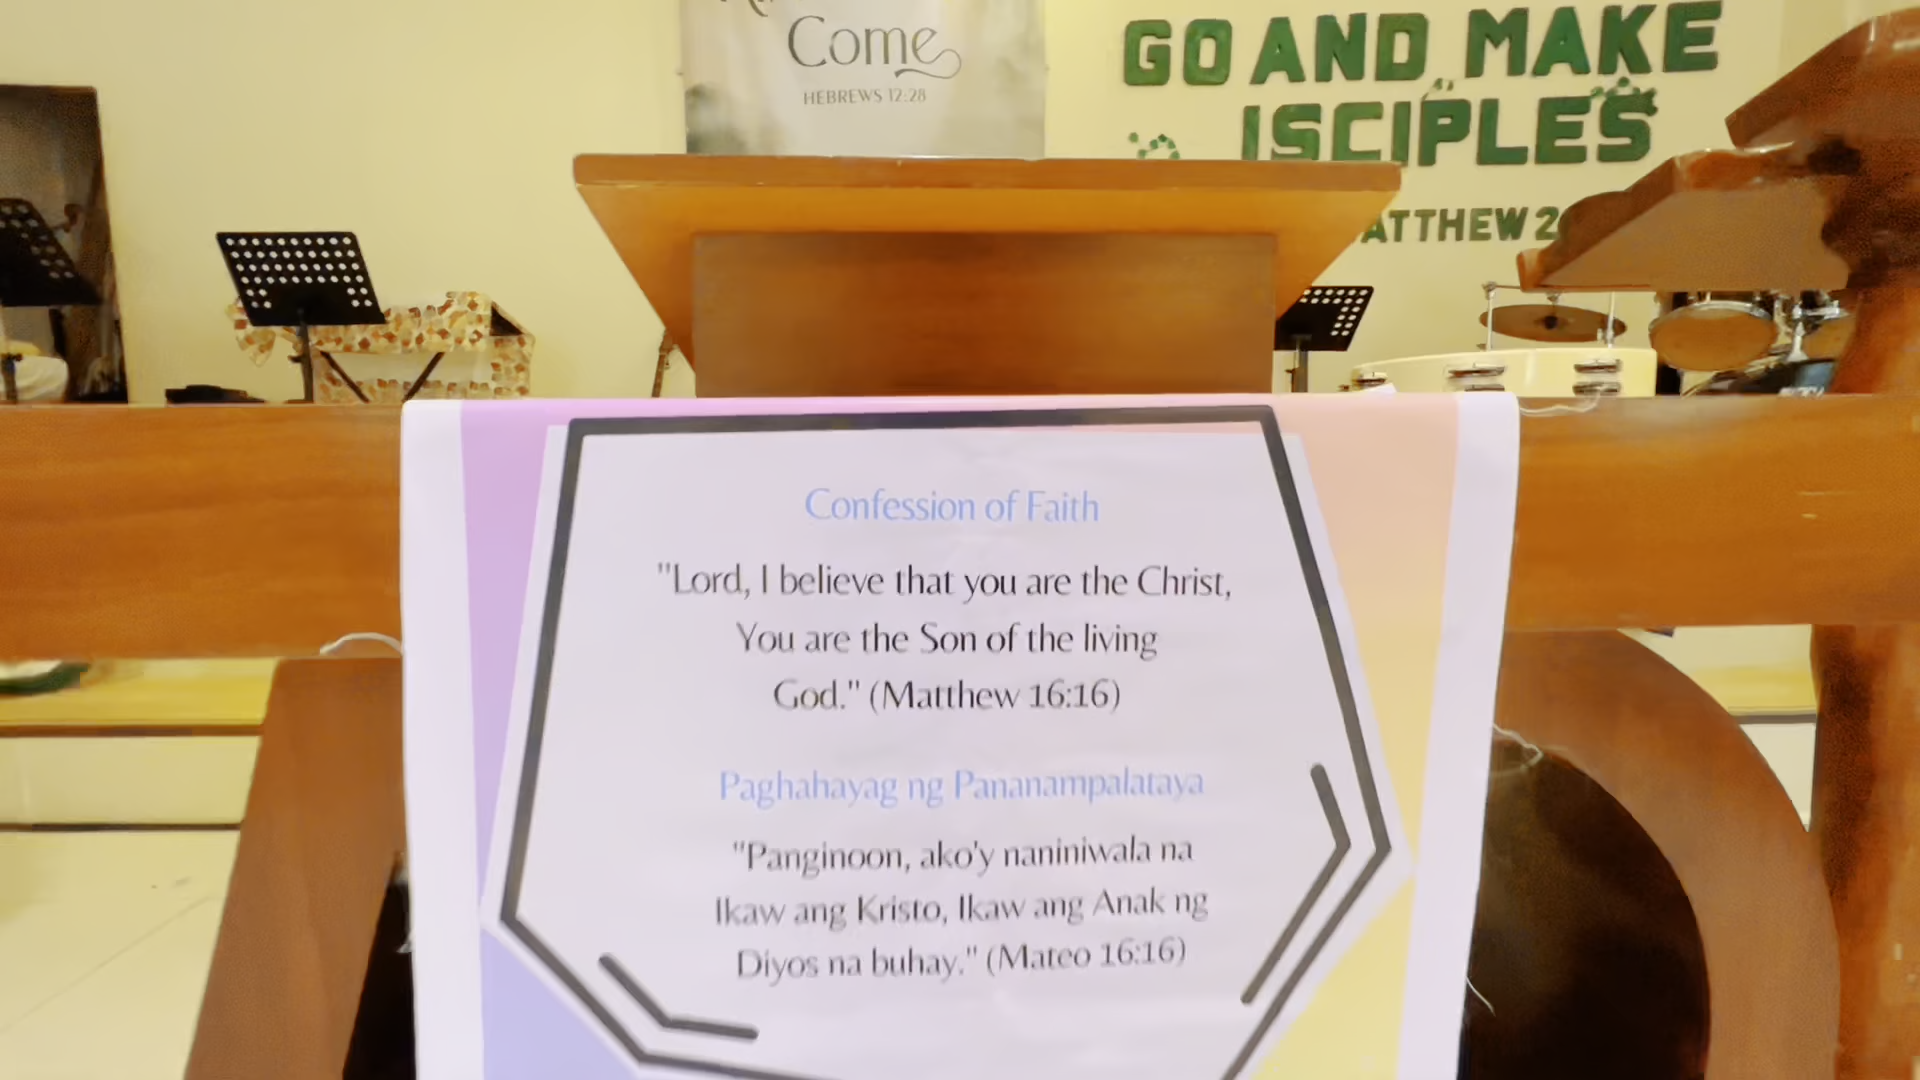 Come
HEBREWS 12:28
GO AND MAKE
ISCIPLES
ATTHEW 2
Confession of Faith
"Lord, I believe that you are the Christ,
You are the Son of the living
God." (Matthew 16:16)
Paghahayag ng Pananampalataya
"Panginoon, ako'y naniniwala na
Ikaw ang Kristo, Ikaw ang Anak ng
Diyos na buhay." (Mateo 16:16)